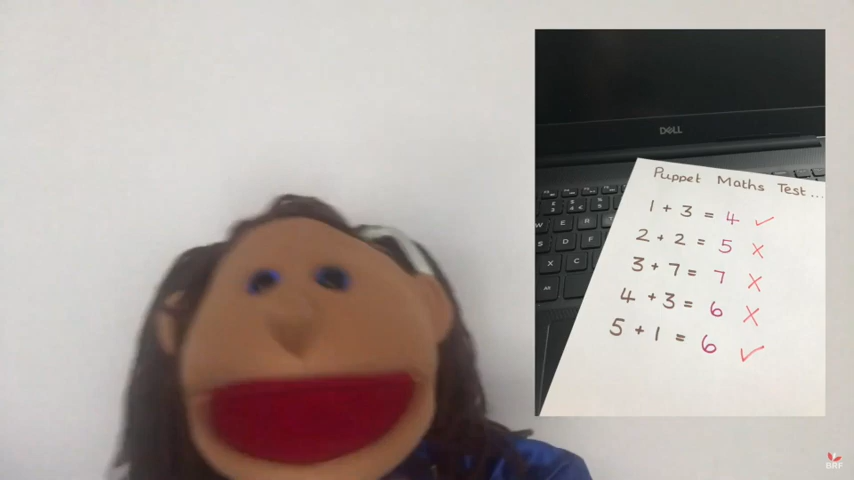 DELL
Puppet Maths Test...
1 + 3 = 4 ✓
2 + 2 = 5 ✗
3 + 7 = 7 ✗
4 + 3 = 6 ✗
5 + 1 = 6 ✓
W E R T
S D F
X C
Alt
BRF